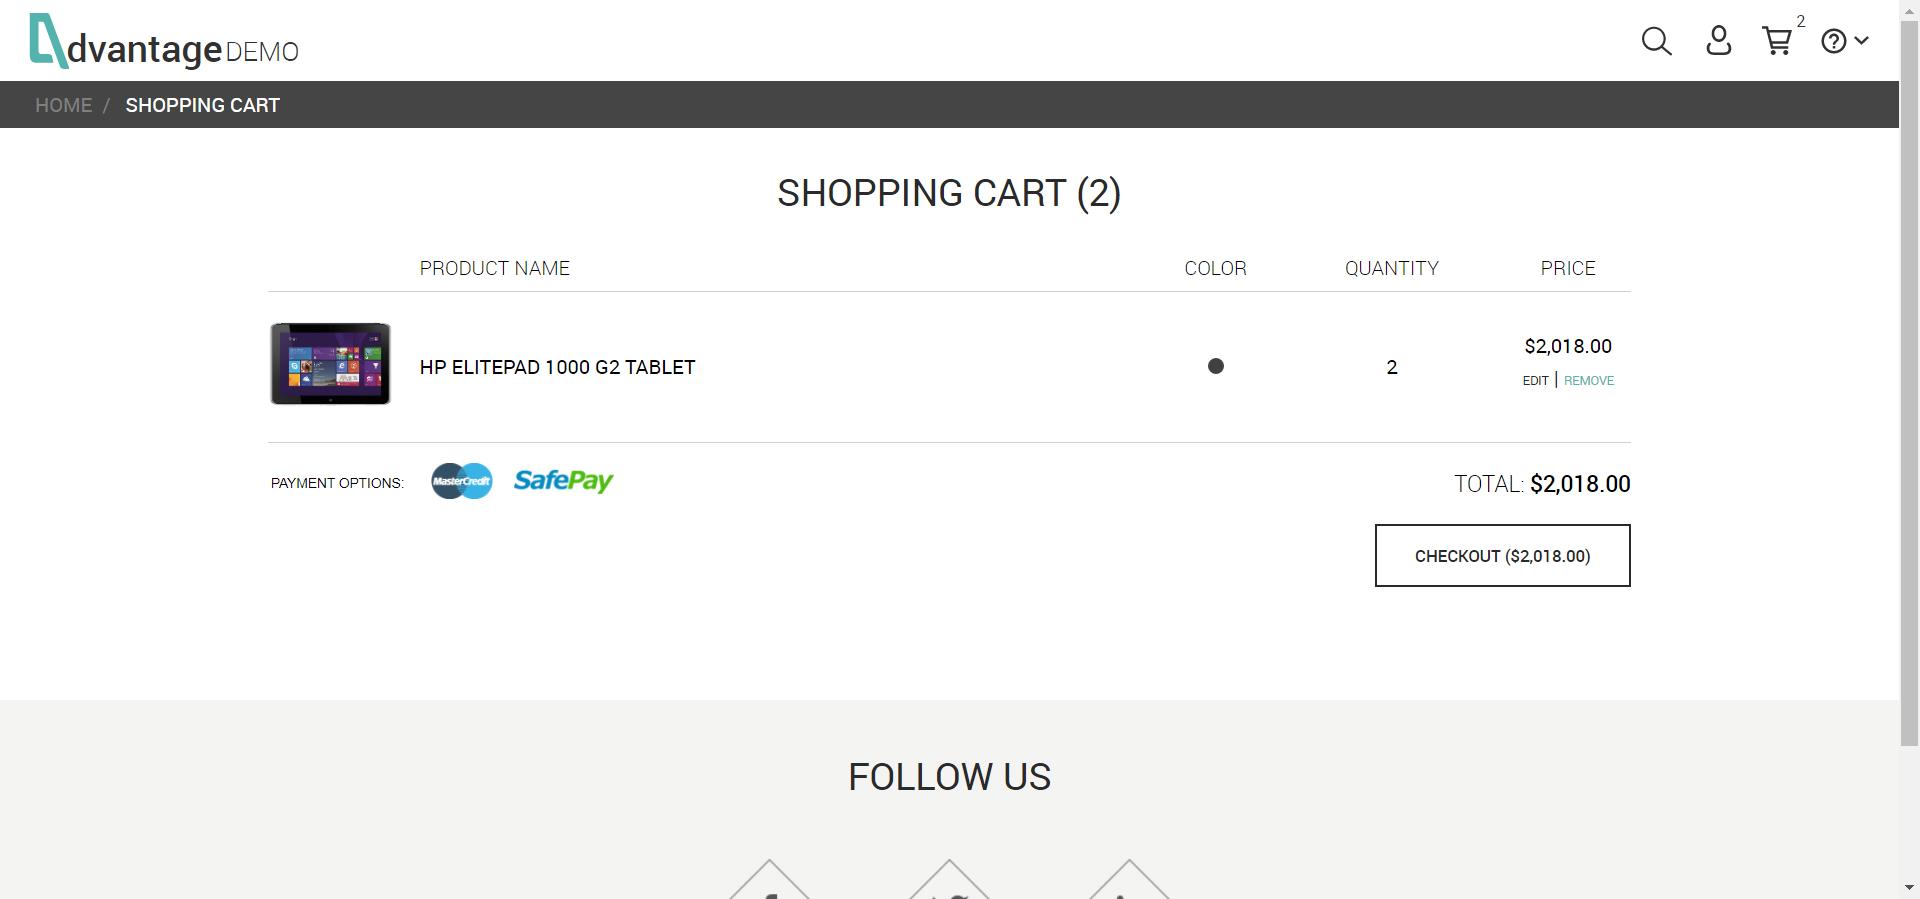 dvantage DEMO
2
HOME / SHOPPING CART
SHOPPING CART (2)
PRODUCT NAME COLOR QUANTITY PRICE
HP ELITEPAD 1000 G2 TABLET 2 $2,018.00
EDIT | REMOVE
PAYMENT OPTIONS: MasterCredit SafePay TOTAL: $2,018.00
CHECKOUT ($2,018.00)
FOLLOW US